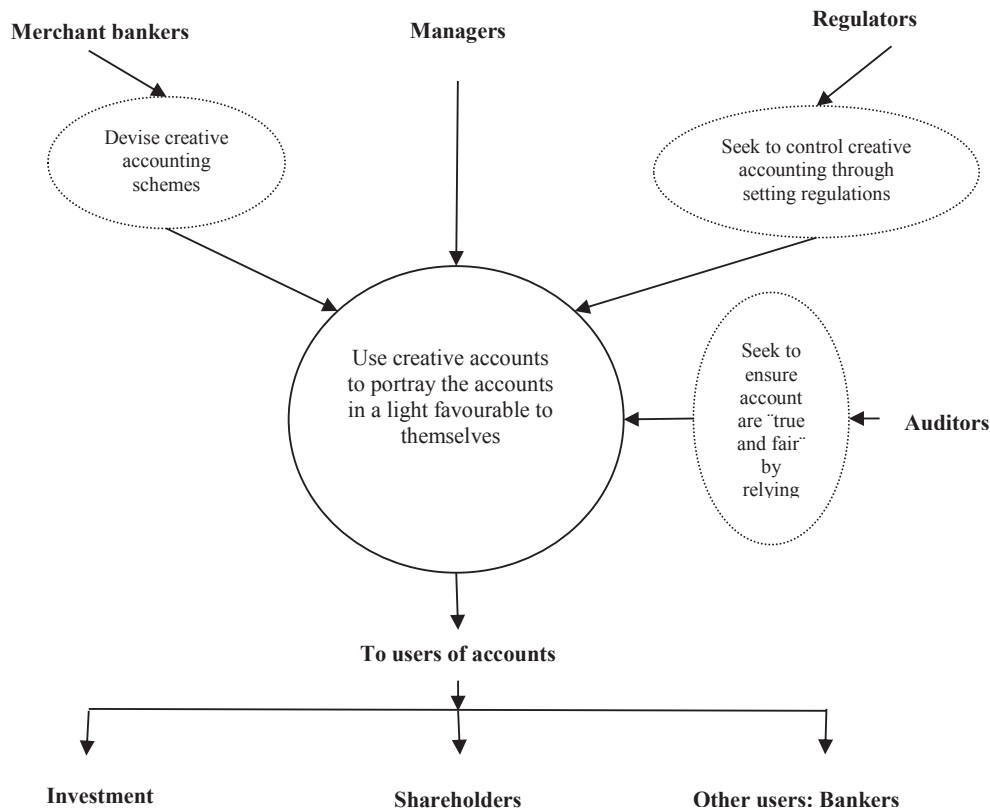 Merchant bankers
Managers
Regulators
Devise creative
accounting
schemes
Seek to control creative
accounting through
setting regulations
Use creative accounts
to portray the accounts
in a light favourable to
themselves
Seek to
ensure
account
are ¨true
and fair¨
by
relying
Auditors
To users of accounts
Investment
Shareholders
Other users: Bankers